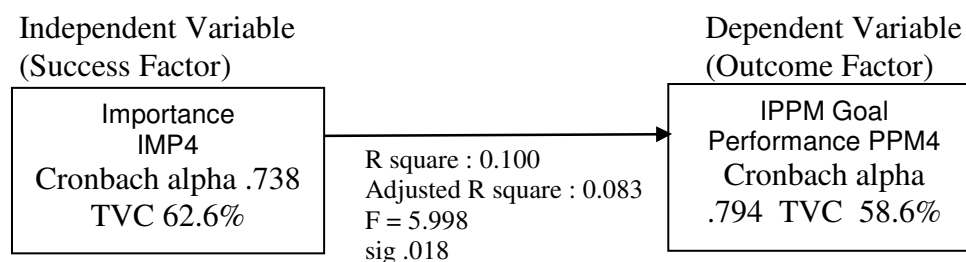 Independent Variable
(Success Factor)
Importance
IMP4
Cronbach alpha .738
TVC 62.6%
R square : 0.100
Adjusted R square : 0.083
F = 5.998
sig .018
Dependent Variable
(Outcome Factor)
IPPM Goal
Performance PPM4
Cronbach alpha
.794 TVC 58.6%